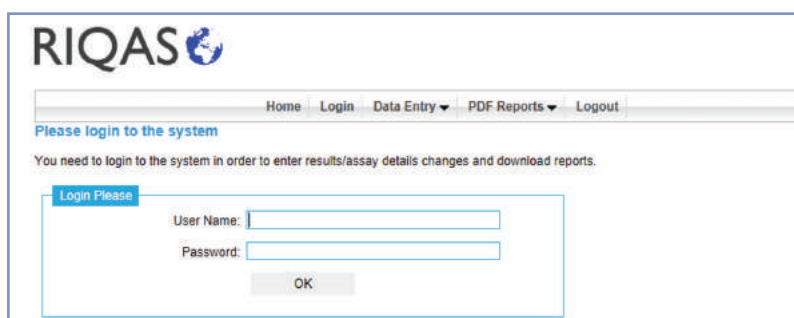 RIQAS
Home Login Data Entry PDF Reports Logout
Please login to the system
You need to login to the system in order to enter results/assay details changes and download reports.
Login Please
User Name:
Password:
OK